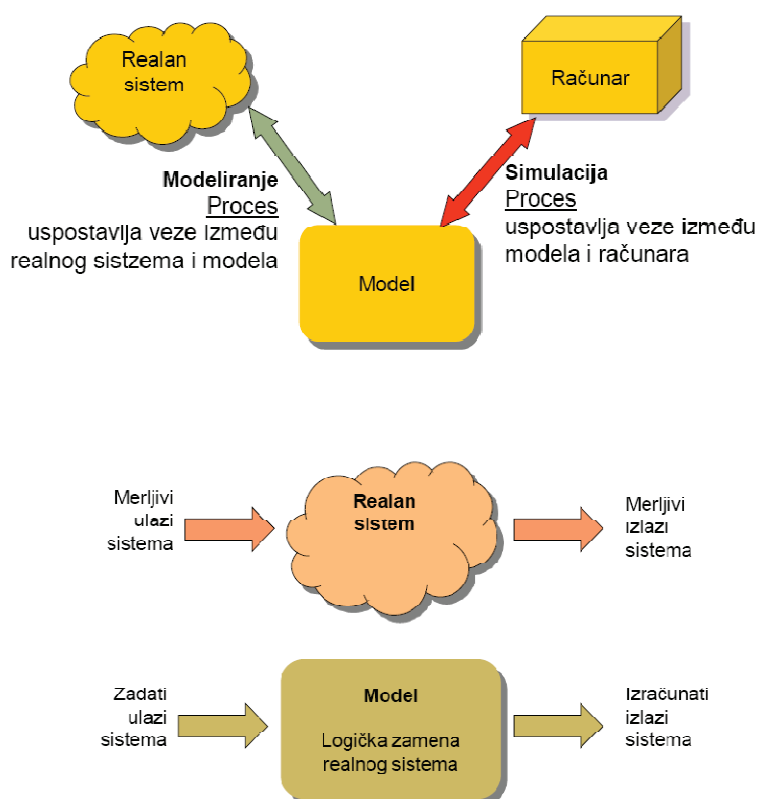 Realan
sistem
Računar
Modeliranje
Proces
uspostavlja veze između
realnog sistzema i modela
Simulacija
Proces
uspostavlja veze između
modela i računara
Model
Merljivi
ulazi
sistema
Realan
sistem
Merljivi
izlazi
sistema
Zadati
ulazi
sistema
Model
Logička zamena
realnog sistema
Izračunati
izlazi
sistema